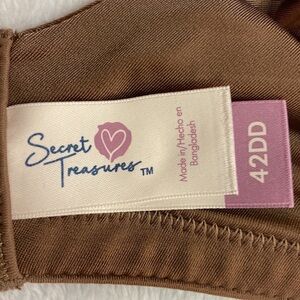 Secret
Treasures TM
Made in/Hecho en
Bangladesh
42DD